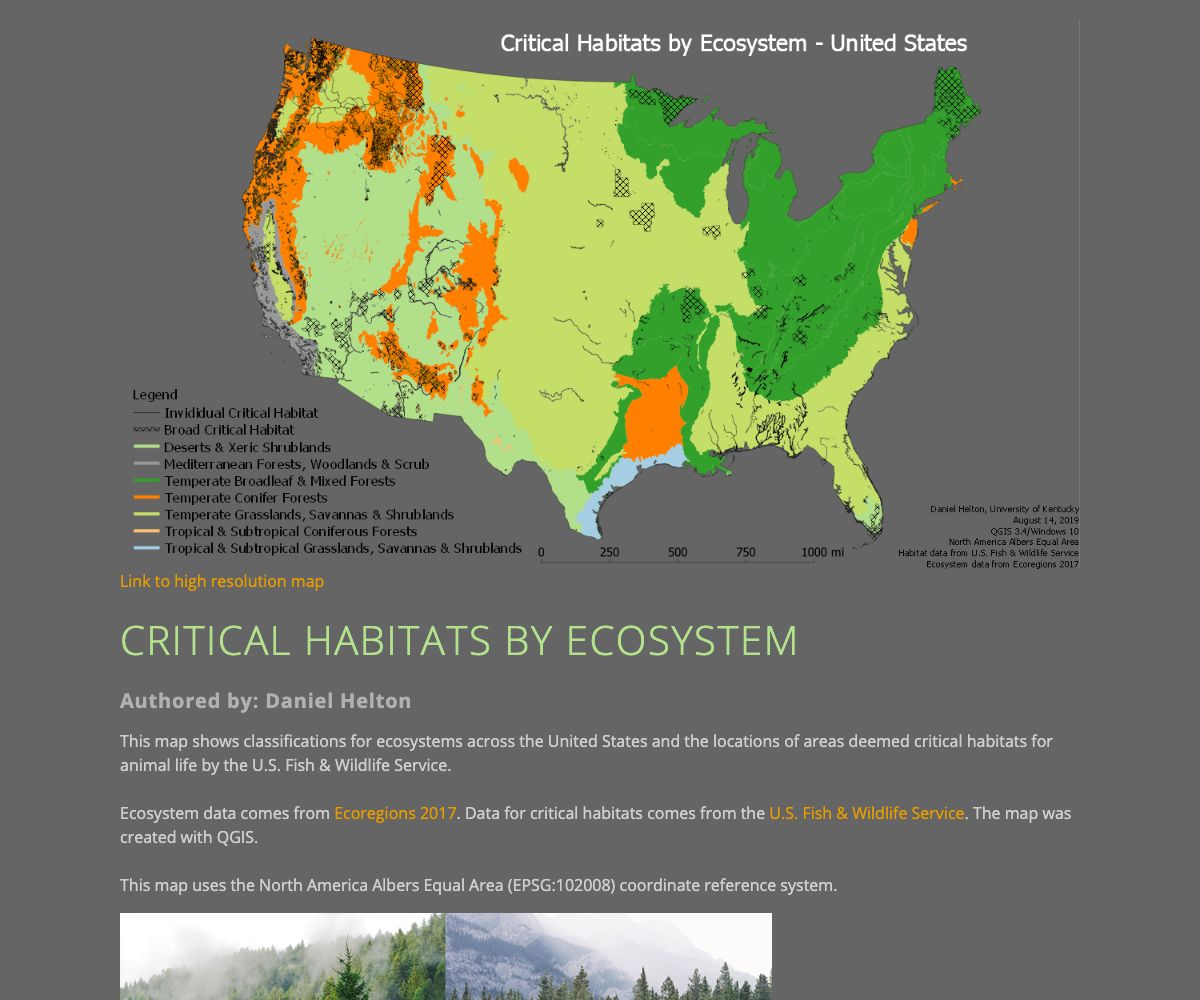 Critical Habitats by Ecosystem - United States
Legend
Invididual Critical Habitat
Broad Critical Habitat
Deserts & Xeric Shrublands
Mediterranean Forests, Woodlands & Scrub
Temperate Broadleaf & Mixed Forests
Temperate Conifer Forests
Temperate Grasslands, Savannas & Shrublands
Tropical & Subtropical Coniferous Forests
Tropical & Subtropical Grasslands, Savannas & Shrublands
0 250 500 750 1000 mi
Daniel Helton, University of Kentucky
August 14, 2019
QGIS 3.4/Windows 10
North America Albers Equal Area
Habitat data from U.S. Fish & Wildlife Service
Ecosystem data from Ecoregions 2017
Link to high resolution map
CRITICAL HABITATS BY ECOSYSTEM
Authored by: Daniel Helton
This map shows classifications for ecosystems across the United States and the locations of areas deemed critical habitats for
animal life by the U.S. Fish & Wildlife Service.
Ecosystem data comes from Ecoregions 2017. Data for critical habitats comes from the U.S. Fish & Wildlife Service. The map was
created with QGIS.
This map uses the North America Albers Equal Area (EPSG:102008) coordinate reference system.